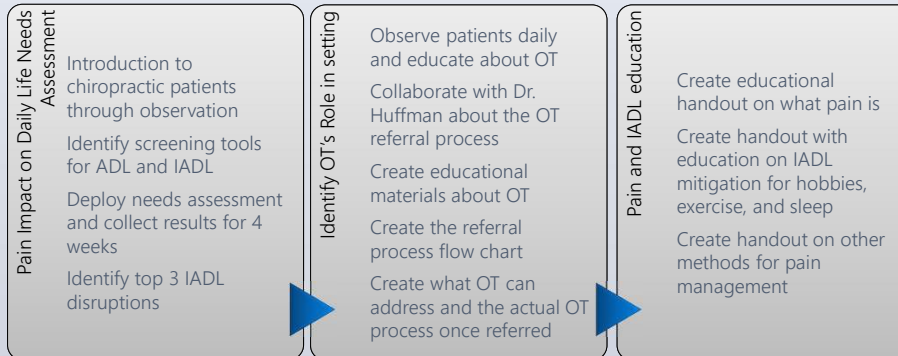 Pain Impact on Daily Life Needs
Assessment
Introduction to
chiropractic patients
through observation
Identify screening tools
for ADL and IADL
Deploy needs assessment
and collect results for 4
weeks
Identify top 3 IADL
disruptions
Identify OT's Role in setting
Observe patients daily
and educate about OT
Collaborate with Dr.
Huffman about the OT
referral process
Create educational
materials about OT
Create the referral
process flow chart
Create what OT can
address and the actual OT
process once referred
Pain and IADL education
Create educational
handout on what pain is
Create handout with
education on IADL
mitigation for hobbies,
exercise, and sleep
Create handout on other
methods for pain
management